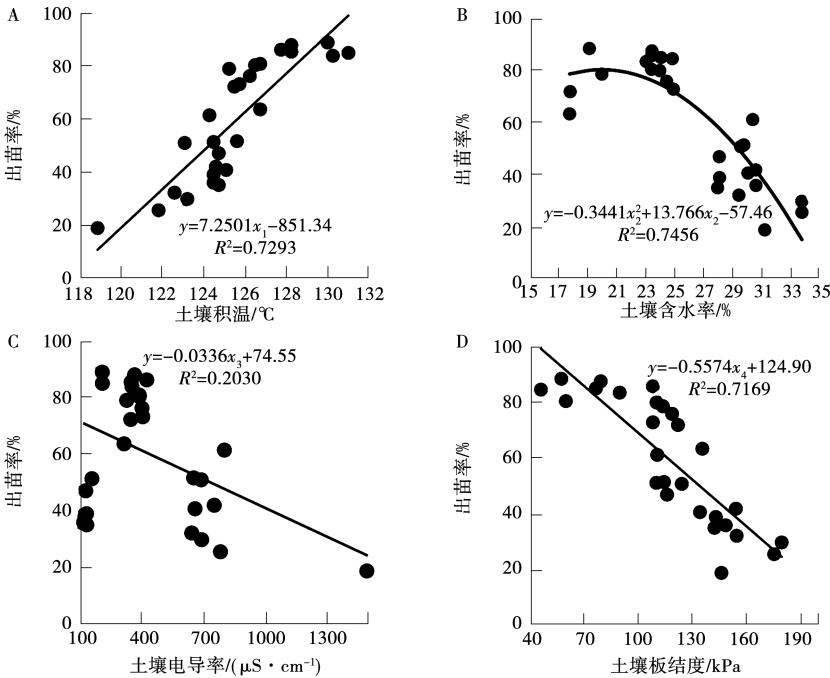 A
100
80
60
40
20
0
出苗率/%
y=7.2501x₁−851.34
R²=0.7293
118 120 122 124 126 128 130 132
土壤积温/℃
B
100
80
60
40
20
0
出苗率/%
y=−0.3441x₂²+13.766x₂−57.46
R²=0.7456
15 17 19 21 23 25 27 29 31 33 35
土壤含水率/%
C
100
80
60
40
20
0
出苗率/%
y=−0.0336x₃+74.55
R²=0.2030
100 400 700 1000 1300
土壤电导率/(μS·cm⁻¹)
D
100
80
60
40
20
0
出苗率/%
y=−0.5574x₄+124.90
R²=0.7169
40 70 100 130 160 190
土壤板结度/kPa